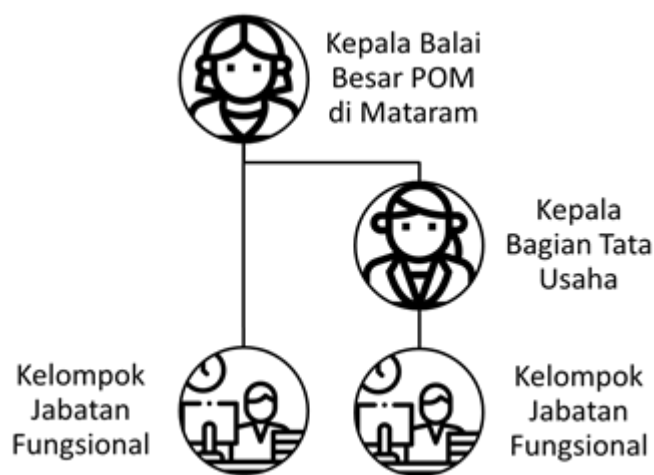 Kepala Balai
Besar POM
di Mataram
Kepala
Bagian Tata
Usaha
Kelompok
Jabatan
Fungsional
Kelompok
Jabatan
Fungsional